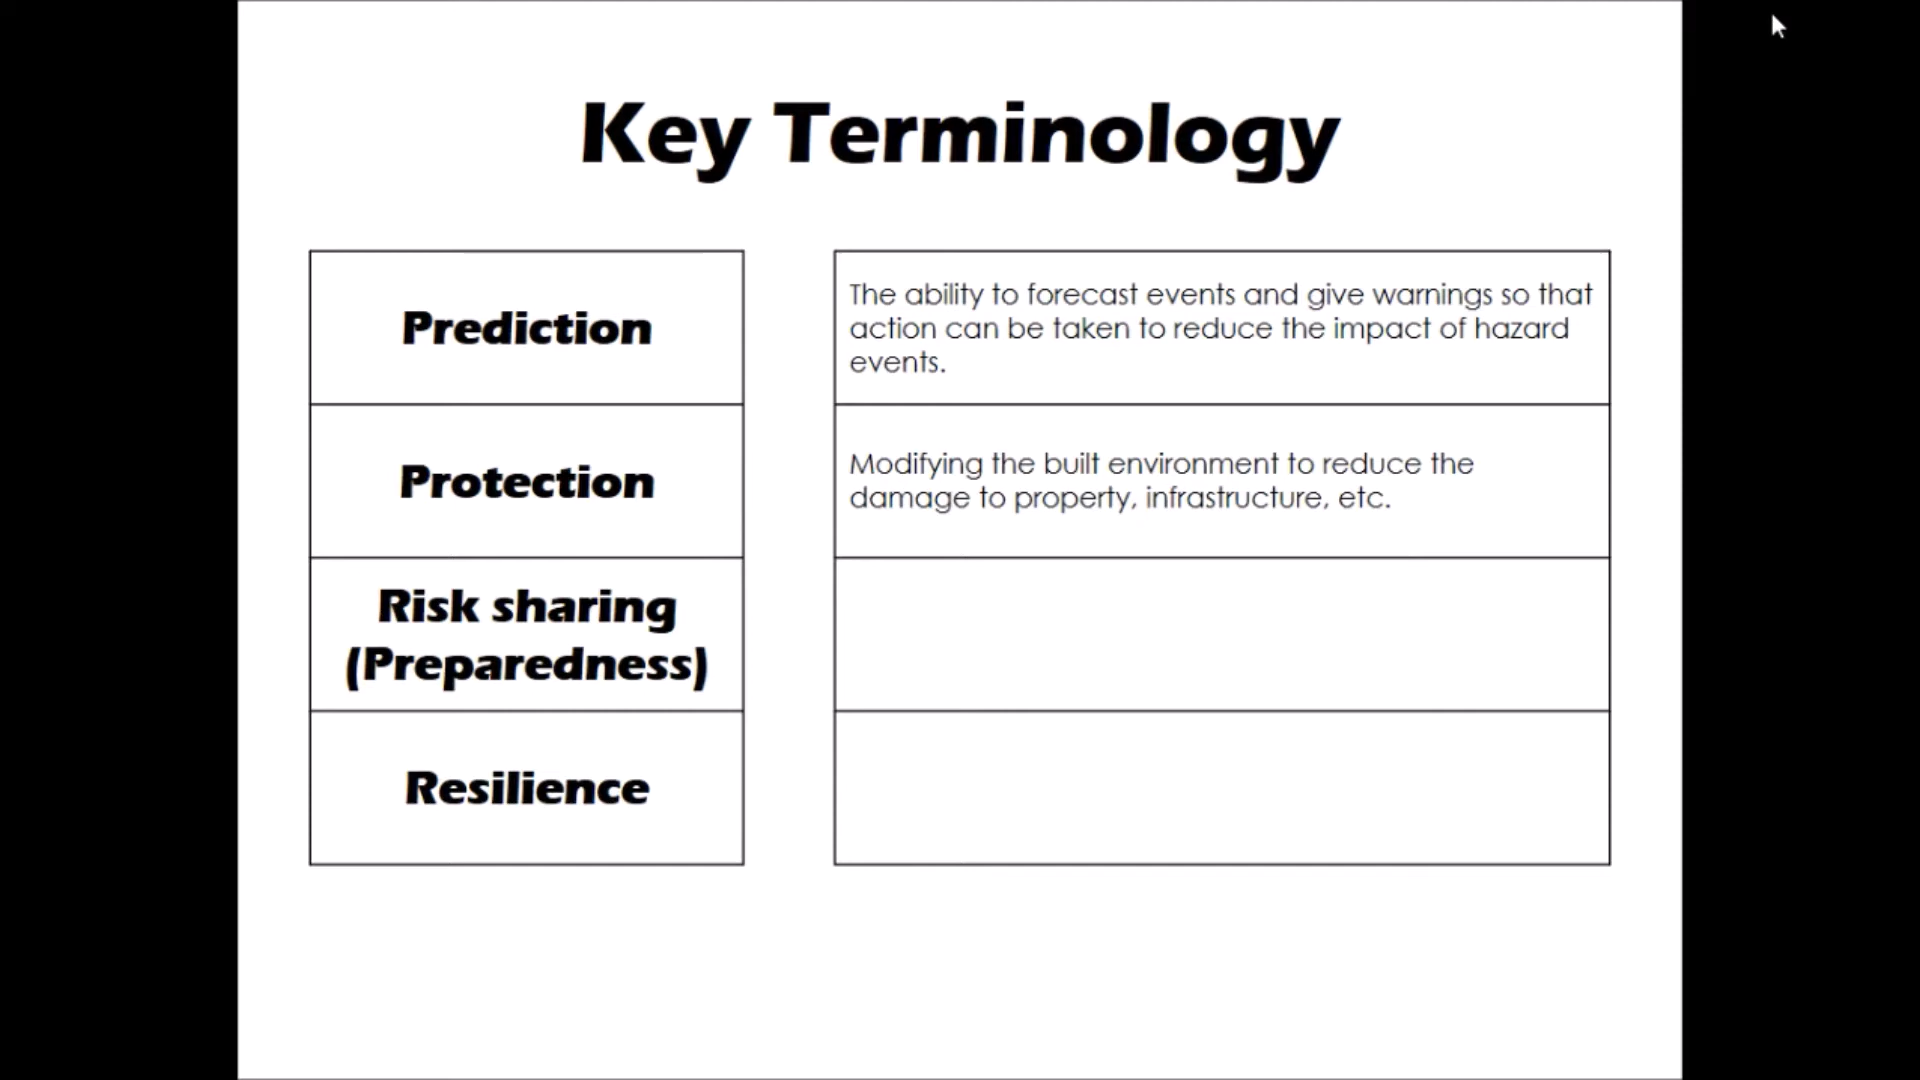 Key Terminology
Prediction
The ability to forecast events and give warnings so that
action can be taken to reduce the impact of hazard
events.
Protection
Modifying the built environment to reduce the
damage to property, infrastructure, etc.
Risk sharing
(Preparedness)
Resilience